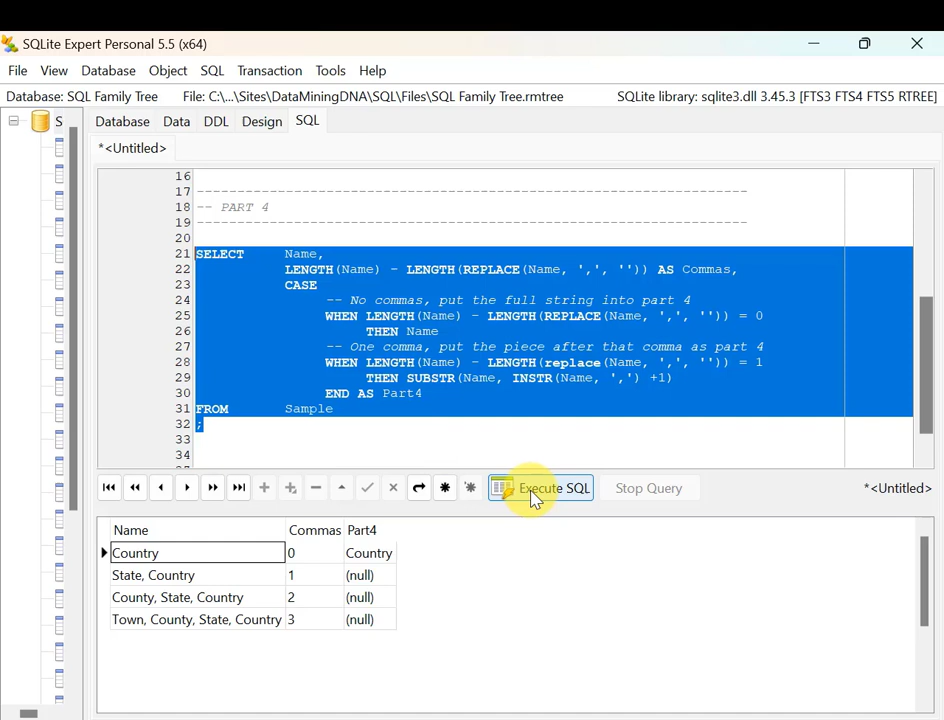 SQLite Expert Personal 5.5 (x64)
File View Database Object SQL Transaction Tools Help
Database: SQL Family Tree File: C:\...\Sites\DataMiningDNA\SQL\Files\SQL Family Tree.rmtree SQLite library: sqlite3.dll 3.45.3 [FTS3 FTS4 FTS5 RTREE]
S Database Data DDL Design SQL
*<Untitled>
16
17 --------------------------------------------------------------------
18 -- PART 4
19 --------------------------------------------------------------------
20
21 SELECT Name,
22 LENGTH(Name) - LENGTH(REPLACE(Name, ',', '')) AS Commas,
23 CASE
24 -- No commas, put the full string into part 4
25 WHEN LENGTH(Name) - LENGTH(REPLACE(Name, ',', '')) = 0
26 THEN Name
27 -- One comma, put the piece after that comma as part 4
28 WHEN LENGTH(Name) - LENGTH(replace(Name, ',', '')) = 1
29 THEN SUBSTR(Name, INSTR(Name, ',') +1)
30 END AS Part4
31 FROM Sample
32 ;
33
34
Execute SQL Stop Query *<Untitled>
Name Commas Part4
Country 0 Country
State, Country 1 (null)
County, State, Country 2 (null)
Town, County, State, Country 3 (null)